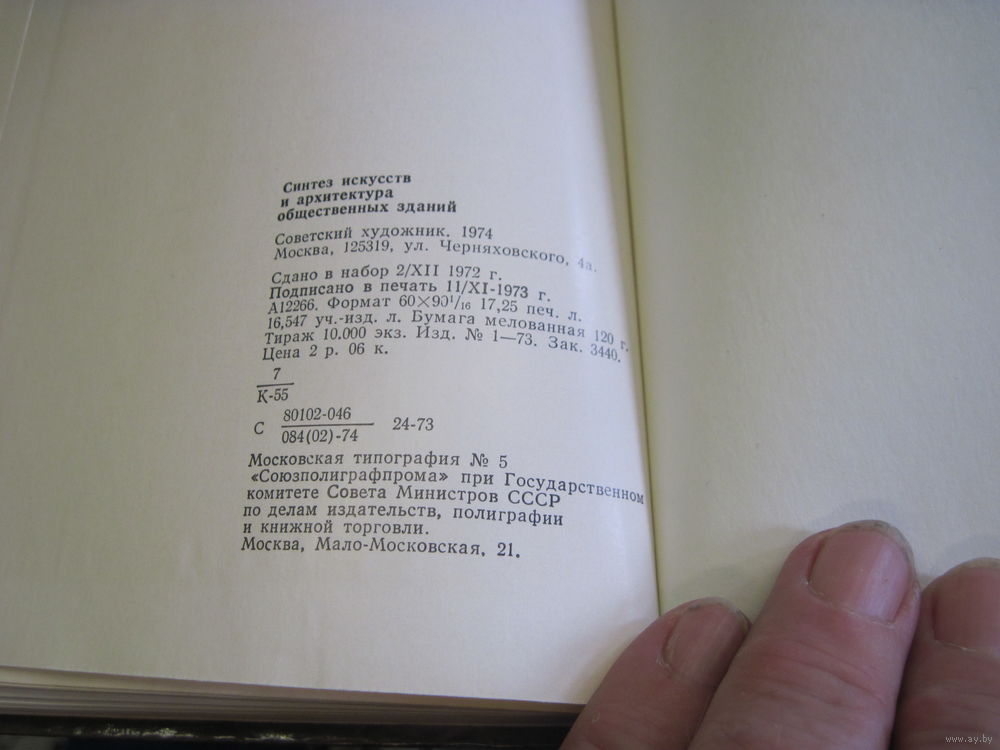 Синтез искусств
и архитектура
общественных зданий
Советский художник. 1974
Москва, 125319, ул. Черняховского, 4а.
Сдано в набор 2/XII 1972 г.
Подписано в печать 11/XI-1973 г.
А12266. Формат 60×90¹/₁₆ 17,25 печ. л.
16,547 уч.-изд. л. Бумага мелованная 120 г.
Тираж 10.000 экз. Изд. № 1—73. Зак. 3440.
Цена 2 р. 06 к.
7
К-55
С 80102-046 24-73
084(02)-74
Московская типография № 5
«Союзполиграфпрома» при Государственном
комитете Совета Министров СССР
по делам издательств, полиграфии
и книжной торговли.
Москва, Мало-Московская, 21.
www.ay.by